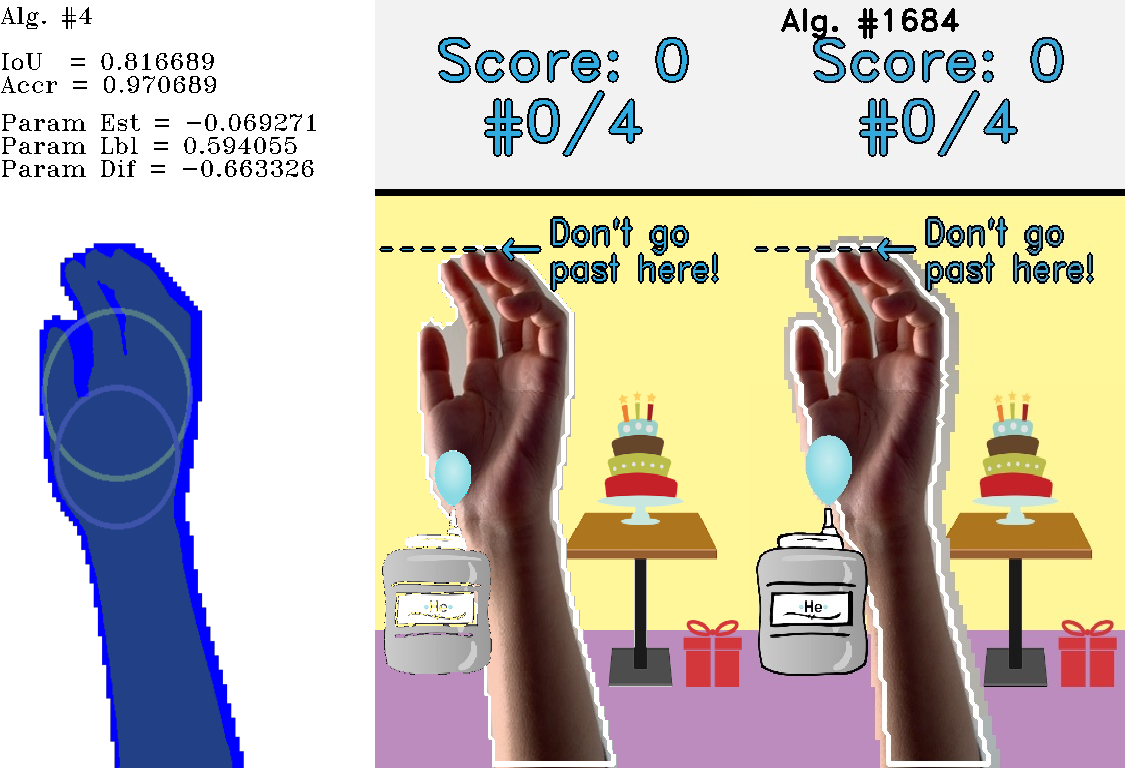 Alg. #4
IoU = 0.816689
Accr = 0.970689
Param Est = −0.069271
Param Lbl = 0.594055
Param Dif = −0.663326
Score: 0
#0/4
Don't go
past here!
He
Alg. #1684
Score: 0
#0/4
Don't go
past here!
He